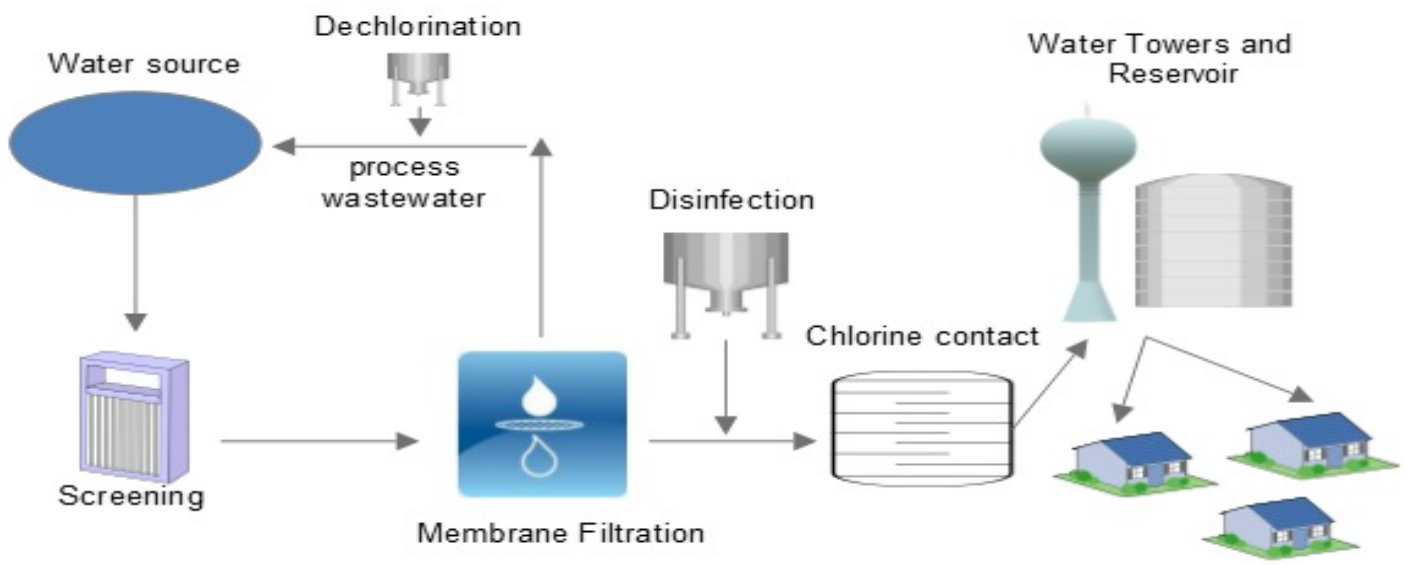 Dechlorination
Water source
Water Towers and
Reservoir
process
wastewater
Disinfection
Chlorine contact
Screening
Membrane Filtration